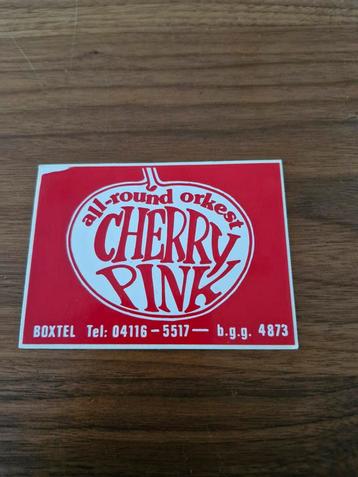 all-round orkest
CHERRY
PINK
BOXTEL Tel: 04116-5517— b.g.g. 4873